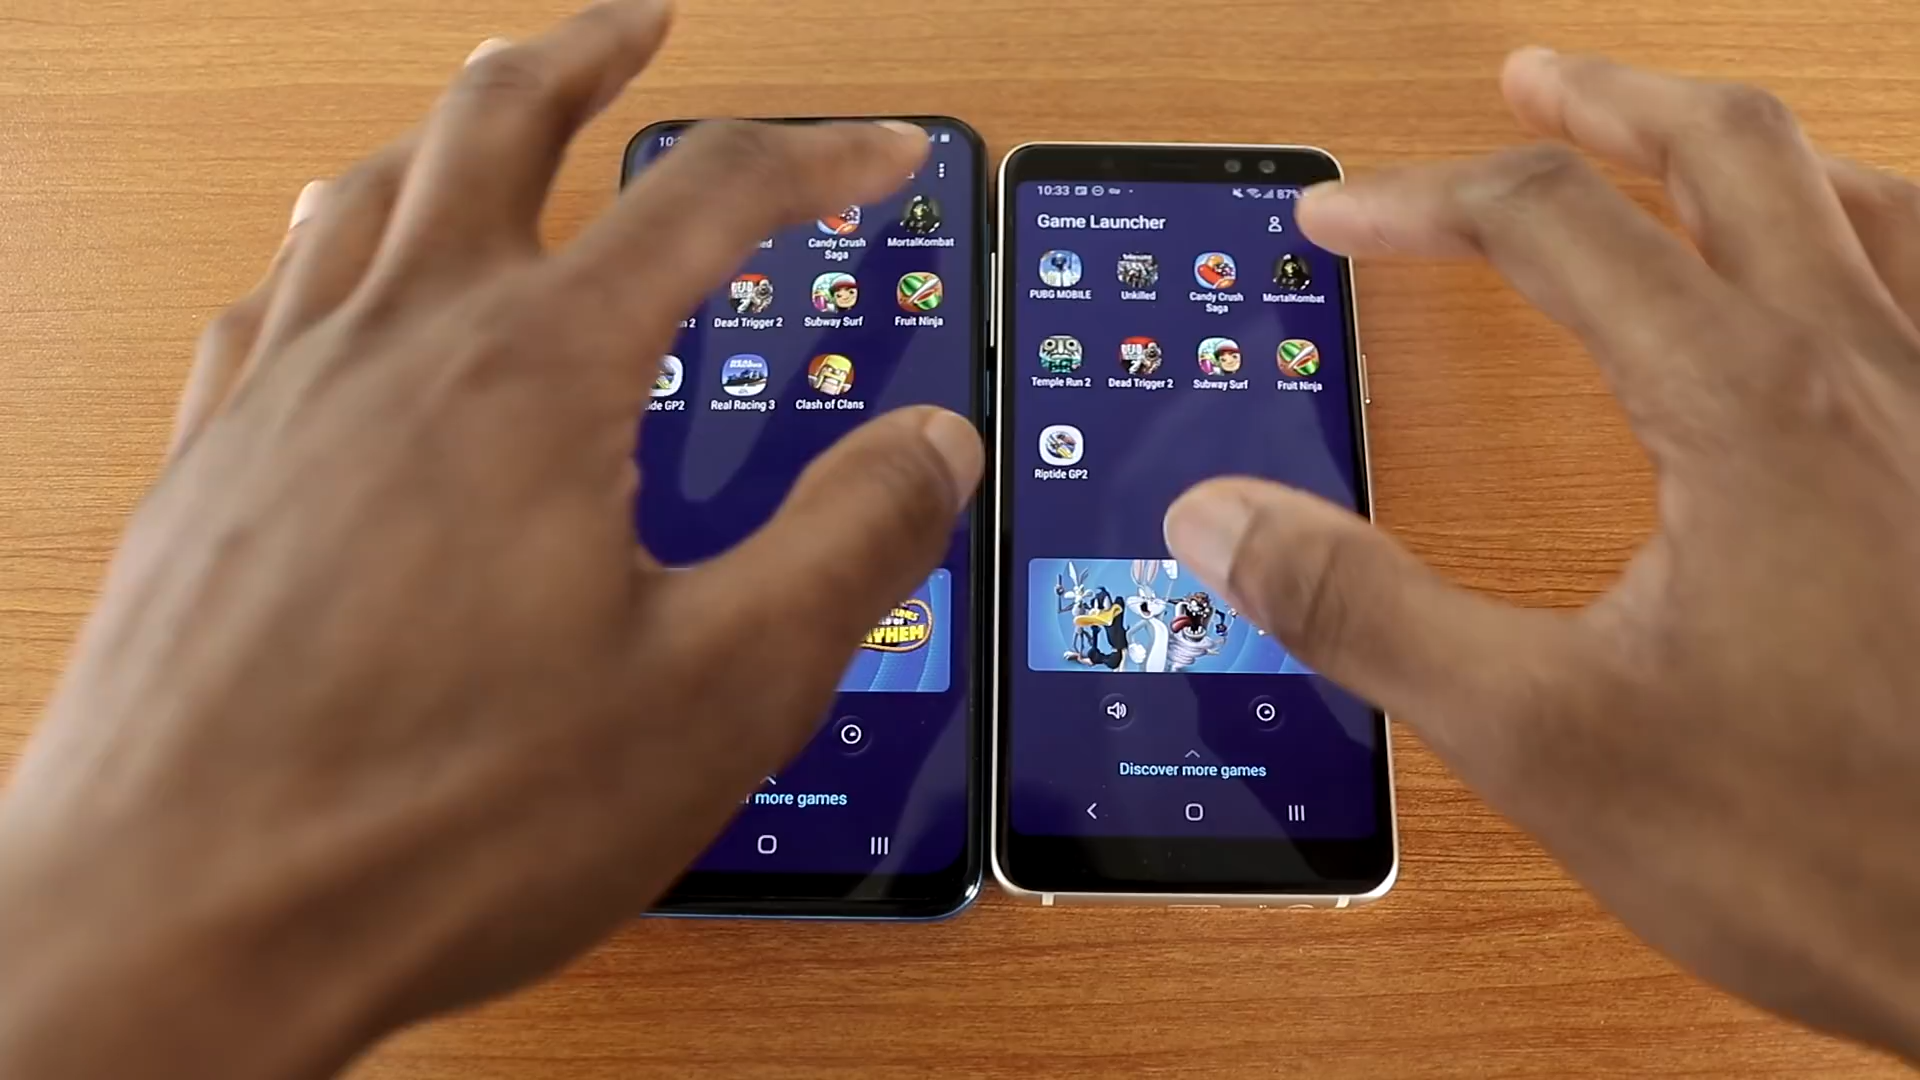 Candy Crush
Saga
MortalKombat
Dead Trigger 2
Subway Surf
Fruit Ninja
GP2
Real Racing 3
Clash of Clans
more games
10:33
87%
Game Launcher
PUBG MOBILE
Unkilled
Candy Crush
Saga
MortalKombat
Temple Run 2
Dead Trigger 2
Subway Surf
Fruit Ninja
Riptide GP2
Discover more games